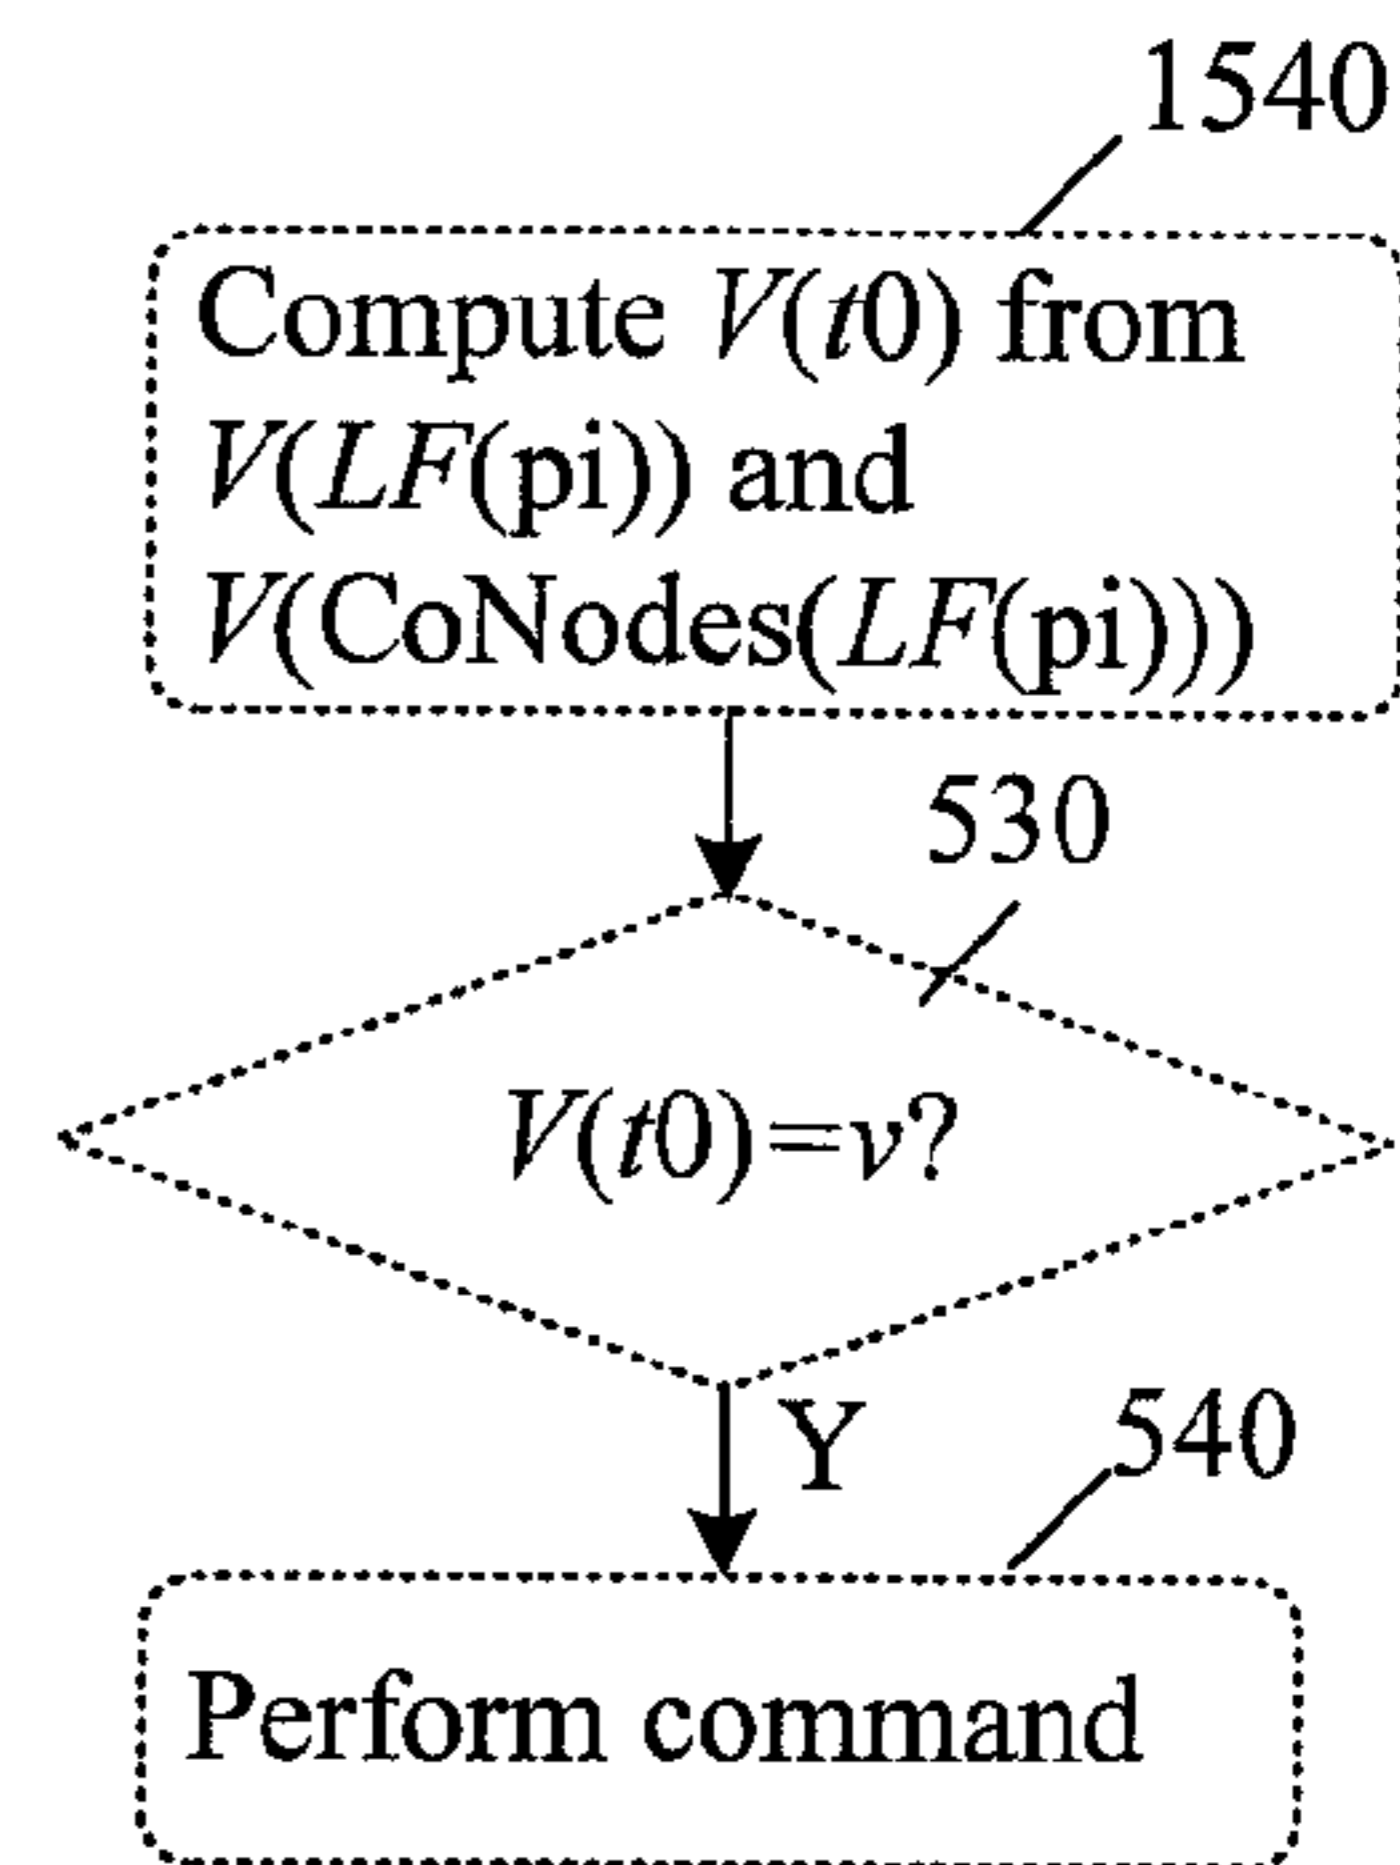 1540
Compute V(t0) from
V(LF(pi)) and
V(CoNodes(LF(pi)))
530
V(t0)=v?
Y
540
Perform command